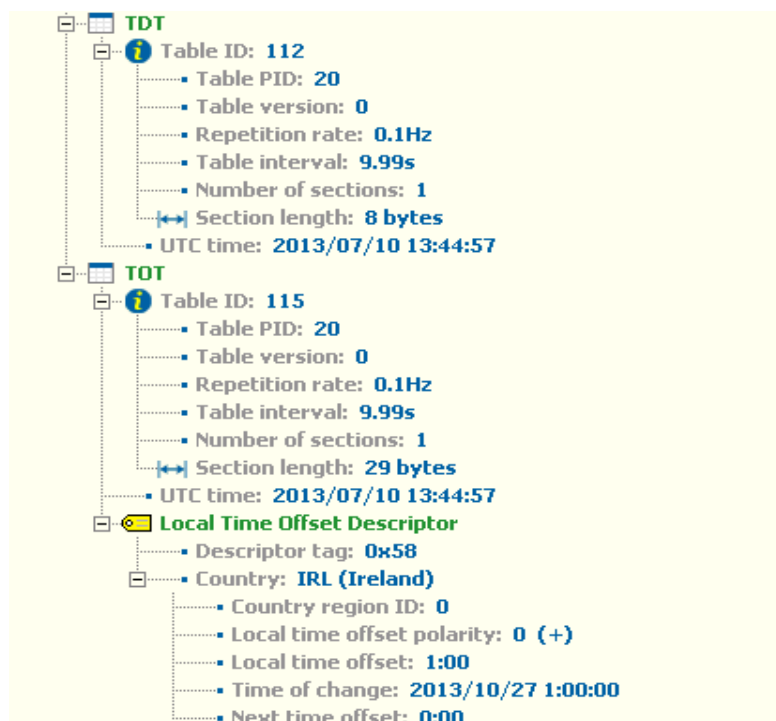 TDT
Table ID: 112
Table PID: 20
Table version: 0
Repetition rate: 0.1Hz
Table interval: 9.99s
Number of sections: 1
Section length: 8 bytes
UTC time: 2013/07/10 13:44:57
TOT
Table ID: 115
Table PID: 20
Table version: 0
Repetition rate: 0.1Hz
Table interval: 9.99s
Number of sections: 1
Section length: 29 bytes
UTC time: 2013/07/10 13:44:57
Local Time Offset Descriptor
Descriptor tag: 0x58
Country: IRL (Ireland)
Country region ID: 0
Local time offset polarity: 0 (+)
Local time offset: 1:00
Time of change: 2013/10/27 1:00:00
Next time offset: 0:00